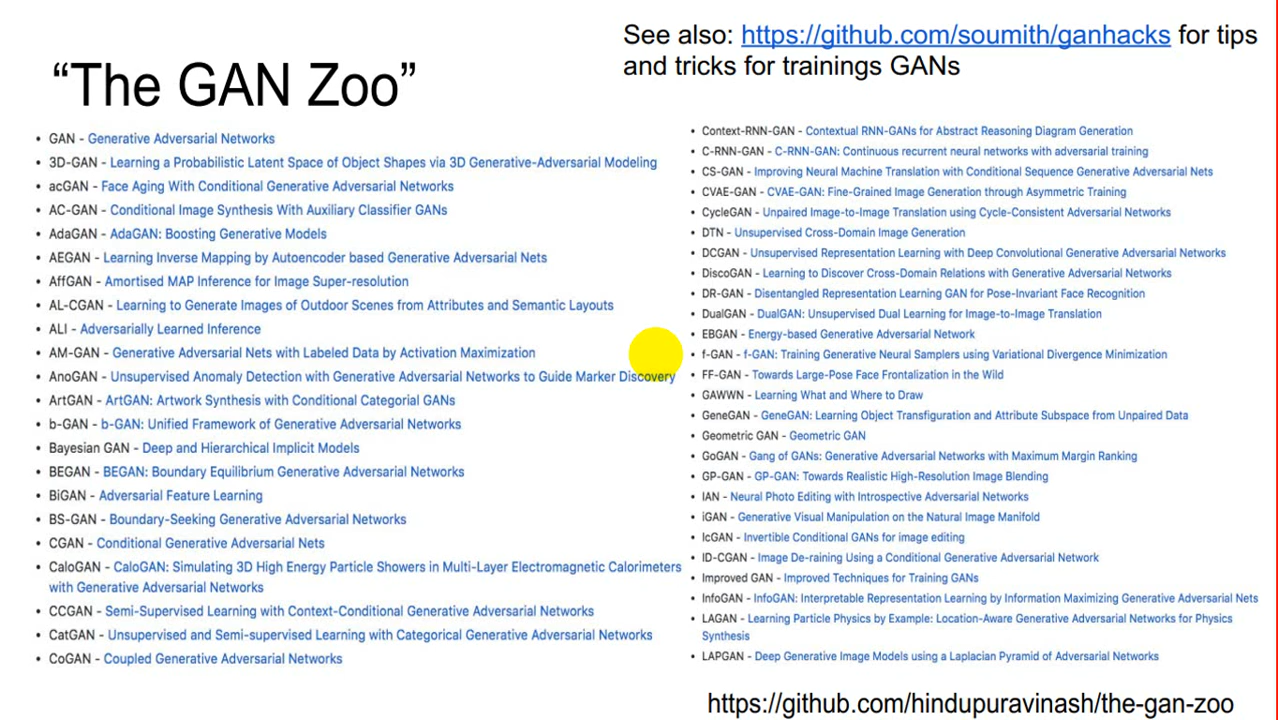 See also: https://github.com/soumith/ganhacks for tips
and tricks for trainings GANs
“The GAN Zoo”
• GAN - Generative Adversarial Networks
• 3D-GAN - Learning a Probabilistic Latent Space of Object Shapes via 3D Generative-Adversarial Modeling
• acGAN - Face Aging With Conditional Generative Adversarial Networks
• AC-GAN - Conditional Image Synthesis With Auxiliary Classifier GANs
• AdaGAN - AdaGAN: Boosting Generative Models
• AEGAN - Learning Inverse Mapping by Autoencoder based Generative Adversarial Nets
• AffGAN - Amortised MAP Inference for Image Super-resolution
• AL-CGAN - Learning to Generate Images of Outdoor Scenes from Attributes and Semantic Layouts
• ALI - Adversarially Learned Inference
• AM-GAN - Generative Adversarial Nets with Labeled Data by Activation Maximization
• AnoGAN - Unsupervised Anomaly Detection with Generative Adversarial Networks to Guide Marker Discovery
• ArtGAN - ArtGAN: Artwork Synthesis with Conditional Categorial GANs
• b-GAN - b-GAN: Unified Framework of Generative Adversarial Networks
• Bayesian GAN - Deep and Hierarchical Implicit Models
• BEGAN - BEGAN: Boundary Equilibrium Generative Adversarial Networks
• BiGAN - Adversarial Feature Learning
• BS-GAN - Boundary-Seeking Generative Adversarial Networks
• CGAN - Conditional Generative Adversarial Nets
• CaloGAN - CaloGAN: Simulating 3D High Energy Particle Showers in Multi-Layer Electromagnetic Calorimeters
with Generative Adversarial Networks
• CCGAN - Semi-Supervised Learning with Context-Conditional Generative Adversarial Networks
• CatGAN - Unsupervised and Semi-supervised Learning with Categorical Generative Adversarial Networks
• CoGAN - Coupled Generative Adversarial Networks
• Context-RNN-GAN - Contextual RNN-GANs for Abstract Reasoning Diagram Generation
• C-RNN-GAN - C-RNN-GAN: Continuous recurrent neural networks with adversarial training
• CS-GAN - Improving Neural Machine Translation with Conditional Sequence Generative Adversarial Nets
• CVAE-GAN - CVAE-GAN: Fine-Grained Image Generation through Asymmetric Training
• CycleGAN - Unpaired Image-to-Image Translation using Cycle-Consistent Adversarial Networks
• DTN - Unsupervised Cross-Domain Image Generation
• DCGAN - Unsupervised Representation Learning with Deep Convolutional Generative Adversarial Networks
• DiscoGAN - Learning to Discover Cross-Domain Relations with Generative Adversarial Networks
• DR-GAN - Disentangled Representation Learning GAN for Pose-Invariant Face Recognition
• DualGAN - DualGAN: Unsupervised Dual Learning for Image-to-Image Translation
• EBGAN - Energy-based Generative Adversarial Network
• f-GAN - f-GAN: Training Generative Neural Samplers using Variational Divergence Minimization
• FF-GAN - Towards Large-Pose Face Frontalization in the Wild
• GAWWN - Learning What and Where to Draw
• GeneGAN - GeneGAN: Learning Object Transfiguration and Attribute Subspace from Unpaired Data
• Geometric GAN - Geometric GAN
• GoGAN - Gang of GANs: Generative Adversarial Networks with Maximum Margin Ranking
• GP-GAN - GP-GAN: Towards Realistic High-Resolution Image Blending
• IAN - Neural Photo Editing with Introspective Adversarial Networks
• iGAN - Generative Visual Manipulation on the Natural Image Manifold
• IcGAN - Invertible Conditional GANs for image editing
• ID-CGAN - Image De-raining Using a Conditional Generative Adversarial Network
• Improved GAN - Improved Techniques for Training GANs
• InfoGAN - InfoGAN: Interpretable Representation Learning by Information Maximizing Generative Adversarial Nets
• LAGAN - Learning Particle Physics by Example: Location-Aware Generative Adversarial Networks for Physics
Synthesis
• LAPGAN - Deep Generative Image Models using a Laplacian Pyramid of Adversarial Networks
https://github.com/hindupuravinash/the-gan-zoo